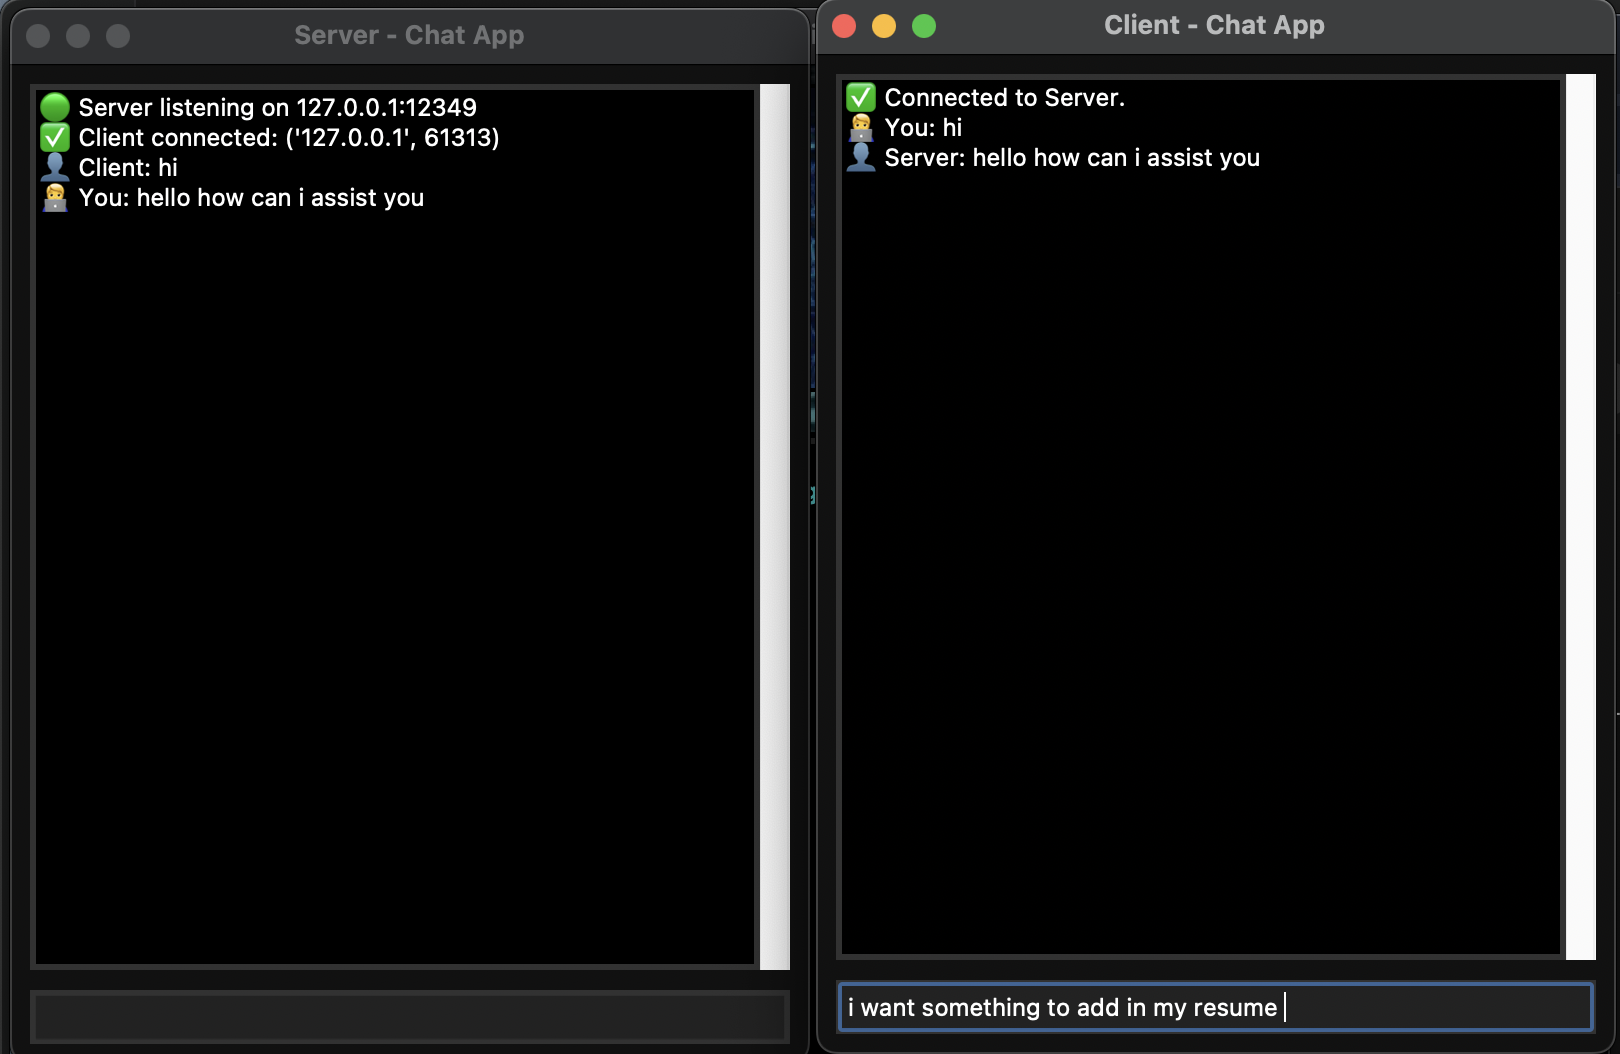 Server - Chat App
Server listening on 127.0.0.1:12349
Client connected: ('127.0.0.1', 61313)
Client: hi
You: hello how can i assist you
Client - Chat App
Connected to Server.
You: hi
Server: hello how can i assist you
i want something to add in my resume